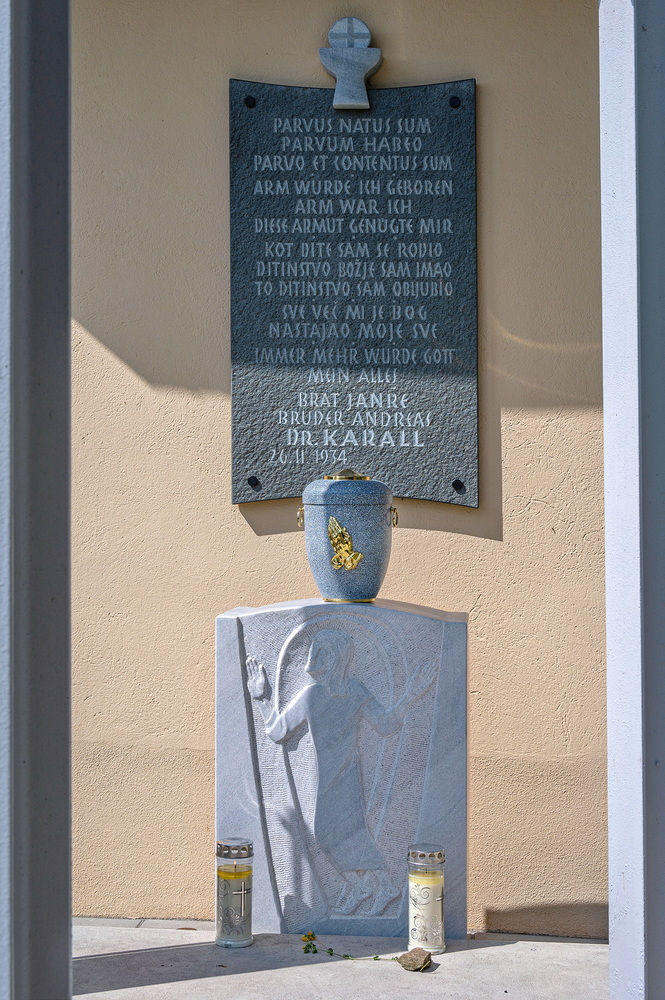 PARVUS NATUS SUM
PARVUM HABEO
PARVO ET CONTENTUS SUM
ARM WURDE ICH GEBOREN
ARM WAR ICH
DIESE ARMUT GENÜGTE MIR
KOT DITE SAM SE RODIO
DITINSTVO BOŽJE SAM IMAO
TO DITINSTVO SAM OBLJUBIO
SVE VEĆ MI JE BOG
NASTAJAO MOJE SVE
IMMER MEHR WURDE GOTT
MEIN ALLES
BRAT JANRE
BRUDER ANDREAS
DR. KARALL
26.11.1934